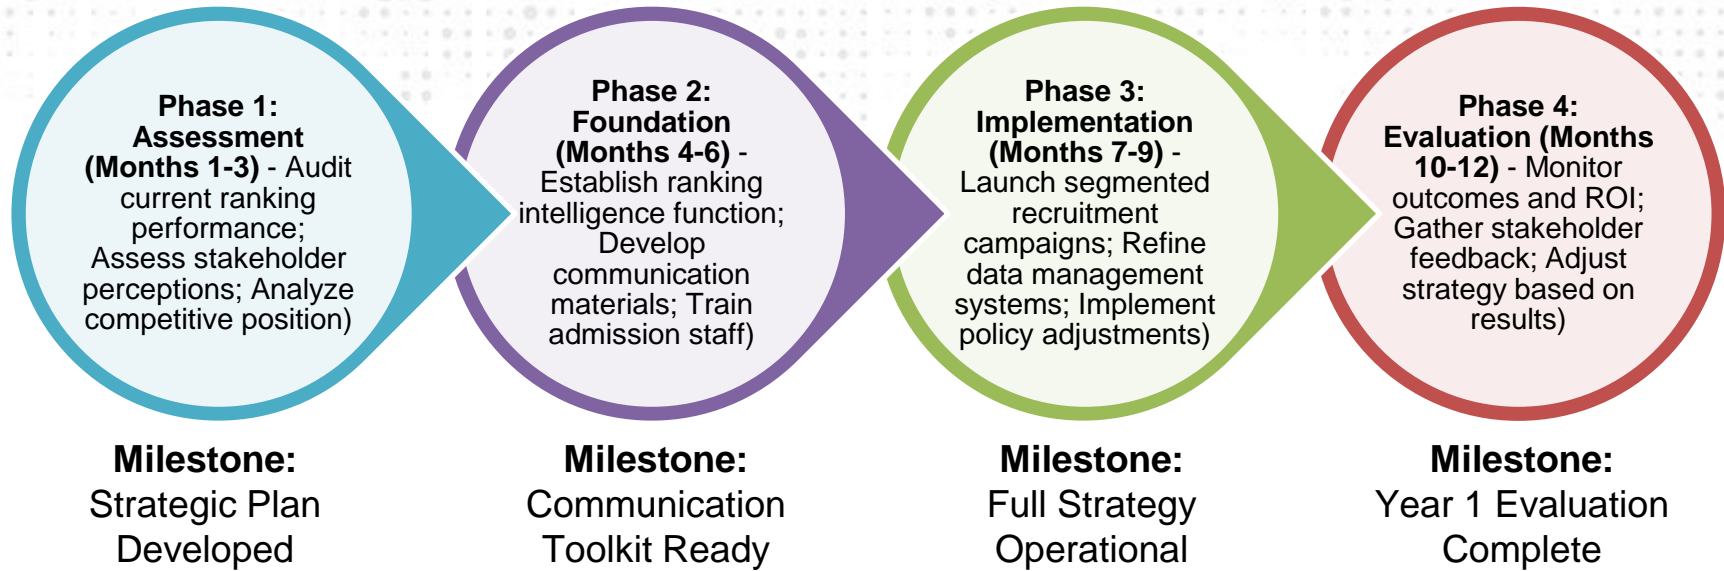 Phase 1:
Assessment
(Months 1-3) - Audit
current ranking
performance;
Assess stakeholder
perceptions; Analyze
competitive position)
Milestone:
Strategic Plan
Developed
Phase 2:
Foundation
(Months 4-6) -
Establish ranking
intelligence function;
Develop
communication
materials; Train
admission staff)
Milestone:
Communication
Toolkit Ready
Phase 3:
Implementation
(Months 7-9) -
Launch segmented
recruitment
campaigns; Refine
data management
systems; Implement
policy adjustments)
Milestone:
Full Strategy
Operational
Phase 4:
Evaluation (Months
10-12) - Monitor
outcomes and ROI;
Gather stakeholder
feedback; Adjust
strategy based on
results)
Milestone:
Year 1 Evaluation
Complete